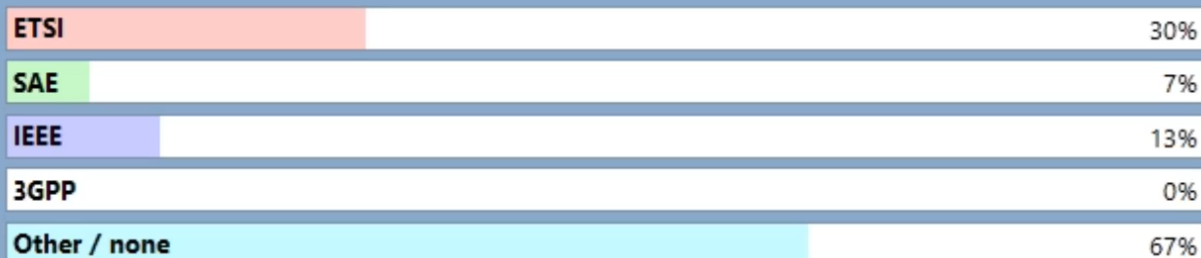 ETSI 30%
SAE 7%
IEEE 13%
3GPP 0%
Other / none 67%